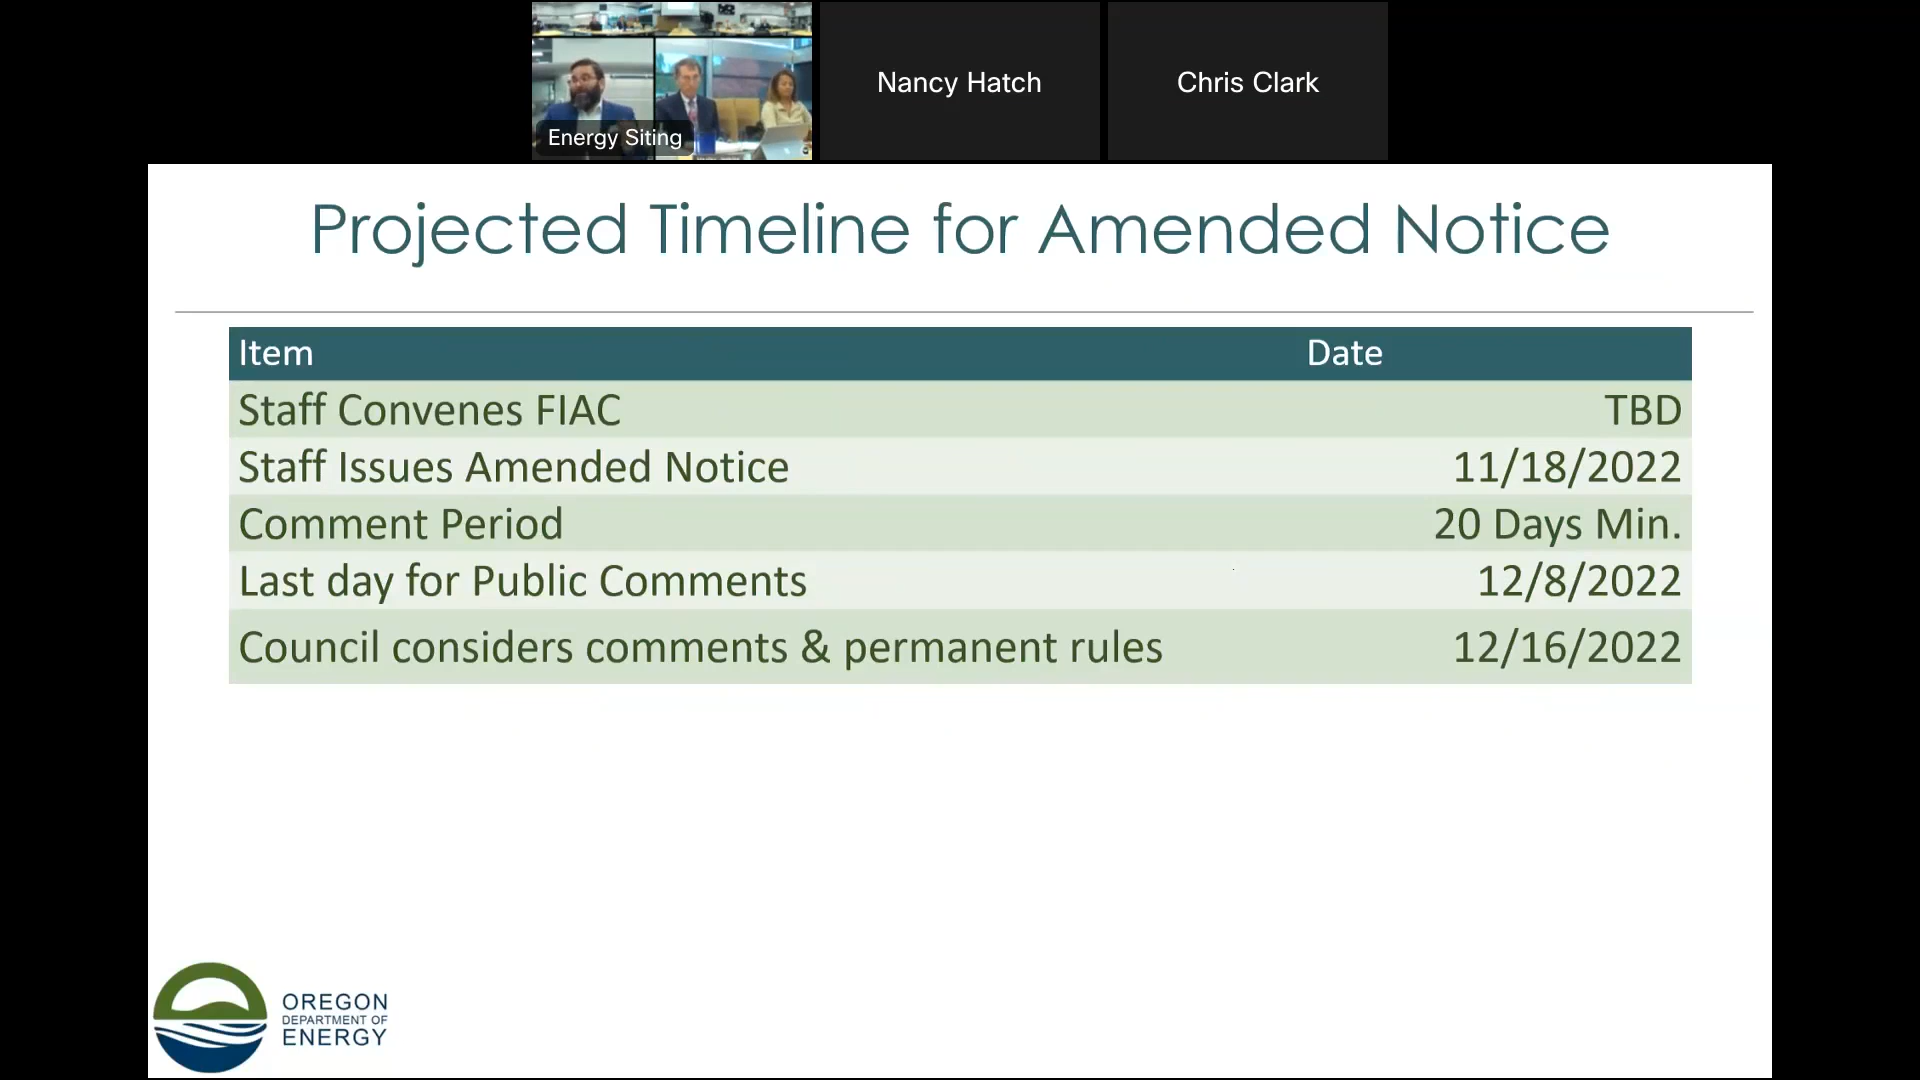 Energy Siting
Nancy Hatch
Chris Clark
Projected Timeline for Amended Notice
Item Date
Staff Convenes FIAC TBD
Staff Issues Amended Notice 11/18/2022
Comment Period 20 Days Min.
Last day for Public Comments 12/8/2022
Council considers comments & permanent rules 12/16/2022
OREGON
DEPARTMENT OF
ENERGY